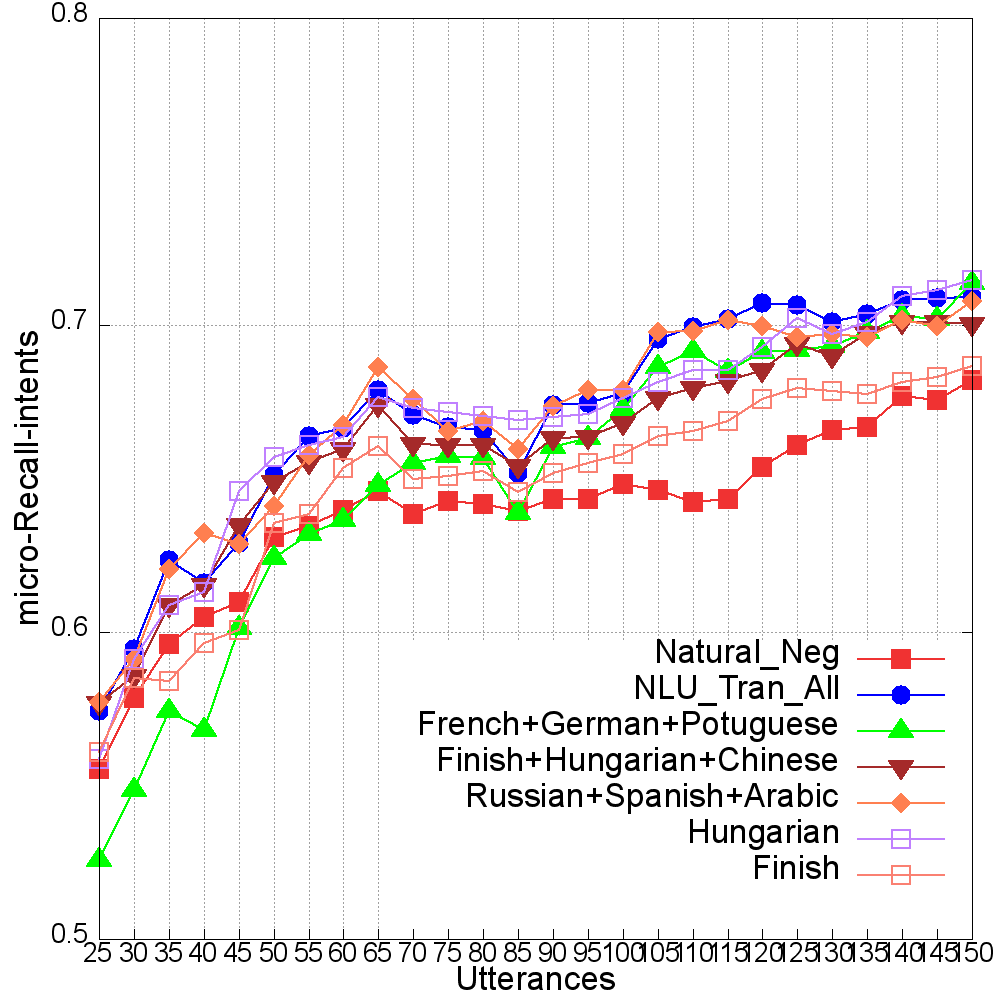 0.8
0.7
0.6
0.5
micro-Recall-intents
Natural_Neg
NLU_Tran_All
French+German+Potuguese
Finish+Hungarian+Chinese
Russian+Spanish+Arabic
Hungarian
Finish
25 30 35 40 45 50 55 60 65 70 75 80 85 90 95 100 105 110 115 120 125 130 135 140 145 150
Utterances